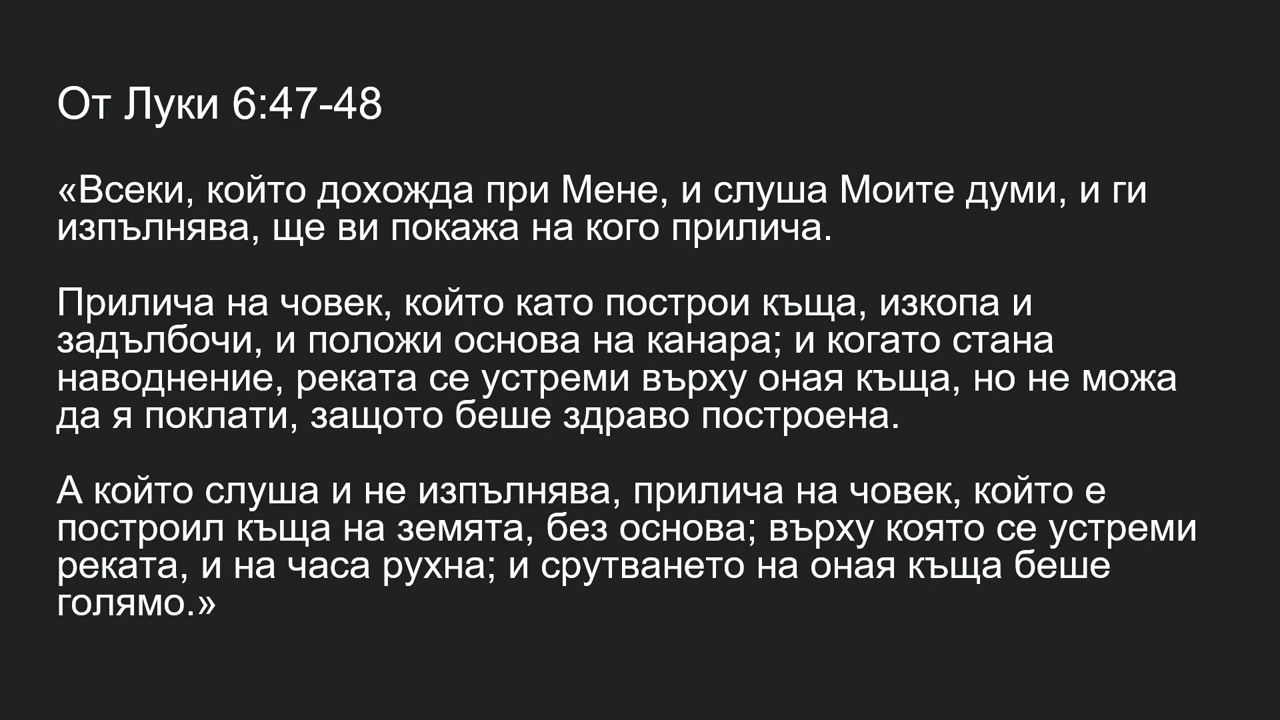 От Луки 6:47-48
«Всеки, който дохожда при Мене, и слуша Моите думи, и ги
изпълнява, ще ви покажа на кого прилича.
Прилича на човек, който като построи къща, изкопа и
задълбочи, и положи основа на канара; и когато стана
наводнение, реката се устреми върху оная къща, но не можа
да я поклати, защото беше здраво построена.
А който слуша и не изпълнява, прилича на човек, който е
построил къща на земята, без основа; върху която се устреми
реката, и на часа рухна; и срутването на оная къща беше
голямо.»